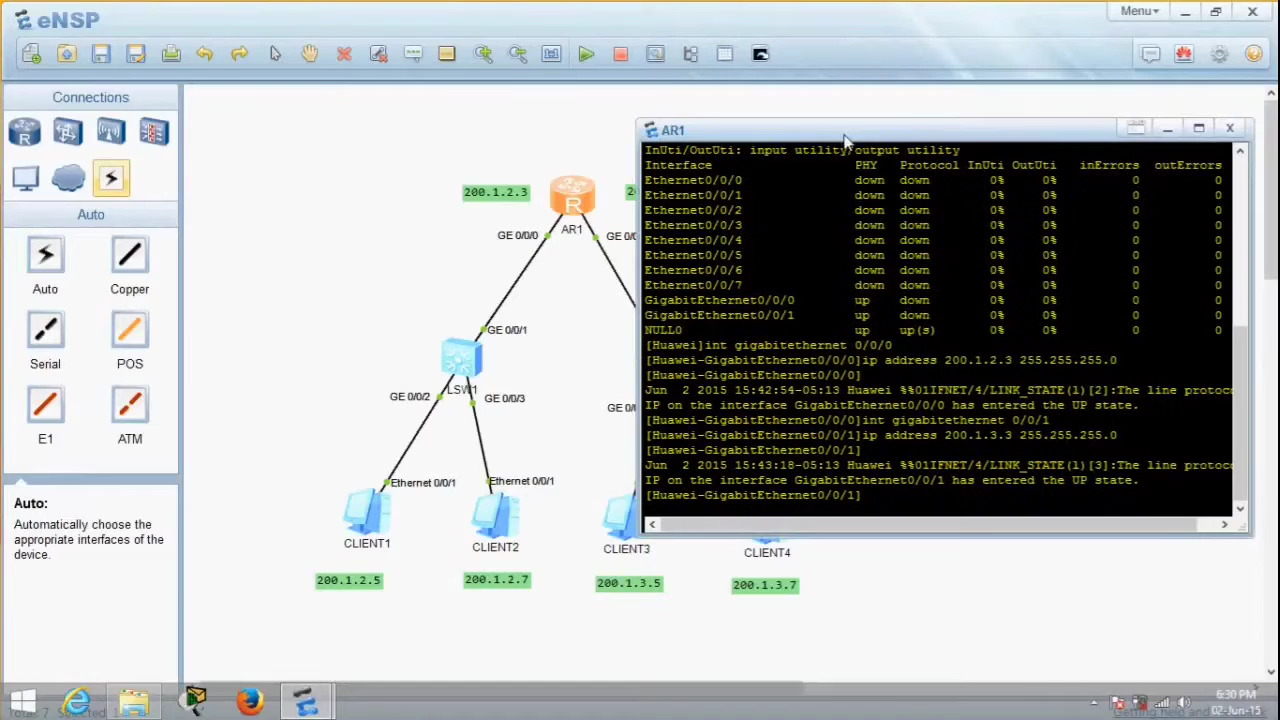 eNSP
Menu
Connections
Auto
Auto
Copper
Serial
POS
E1
ATM
Auto:
Automatically choose the
appropriate interfaces of the
device.
200.1.2.3
R
AR1
GE 0/0/0
GE 0/0/1
LSW1
GE 0/0/2
GE 0/0/3
Ethernet 0/0/1
Ethernet 0/0/1
CLIENT1
CLIENT2
CLIENT3
CLIENT4
200.1.2.5
200.1.2.7
200.1.3.5
200.1.3.7
AR1
InUti/OutUti: input utility/output utility
Interface PHY Protocol InUti OutUti inErrors outErrors
Ethernet0/0/0 down down 0% 0% 0 0
Ethernet0/0/1 down down 0% 0% 0 0
Ethernet0/0/2 down down 0% 0% 0 0
Ethernet0/0/3 down down 0% 0% 0 0
Ethernet0/0/4 down down 0% 0% 0 0
Ethernet0/0/5 down down 0% 0% 0 0
Ethernet0/0/6 down down 0% 0% 0 0
Ethernet0/0/7 down down 0% 0% 0 0
GigabitEthernet0/0/0 up down 0% 0% 0 0
GigabitEthernet0/0/1 up down 0% 0% 0 0
NULL0 up up(s) 0% 0% 0 0
[Huawei]int gigabitethernet 0/0/0
[Huawei-GigabitEthernet0/0/0]ip address 200.1.2.3 255.255.255.0
[Huawei-GigabitEthernet0/0/0]
Jun 2 2015 15:42:54-05:13 Huawei %%01IFNET/4/LINK_STATE(l)[2]:The line protoc
IP on the interface GigabitEthernet0/0/0 has entered the UP state.
[Huawei-GigabitEthernet0/0/0]int gigabitethernet 0/0/1
[Huawei-GigabitEthernet0/0/1]ip address 200.1.3.3 255.255.255.0
[Huawei-GigabitEthernet0/0/1]
Jun 2 2015 15:43:18-05:13 Huawei %%01IFNET/4/LINK_STATE(l)[3]:The line protoc
IP on the interface GigabitEthernet0/0/1 has entered the UP state.
[Huawei-GigabitEthernet0/0/1]
6:30 PM
02-Jun-15